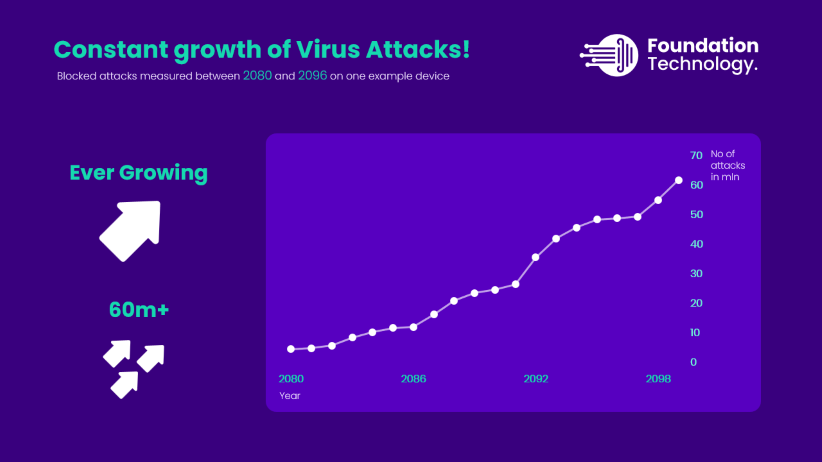 Constant growth of Virus Attacks!
Blocked attacks measured between 2080 and 2096 on one example device
Foundation
Technology.
Ever Growing
60m+
70
No of
attacks
in mln
60
50
40
30
20
10
0
2080
2086
2092
2098
Year